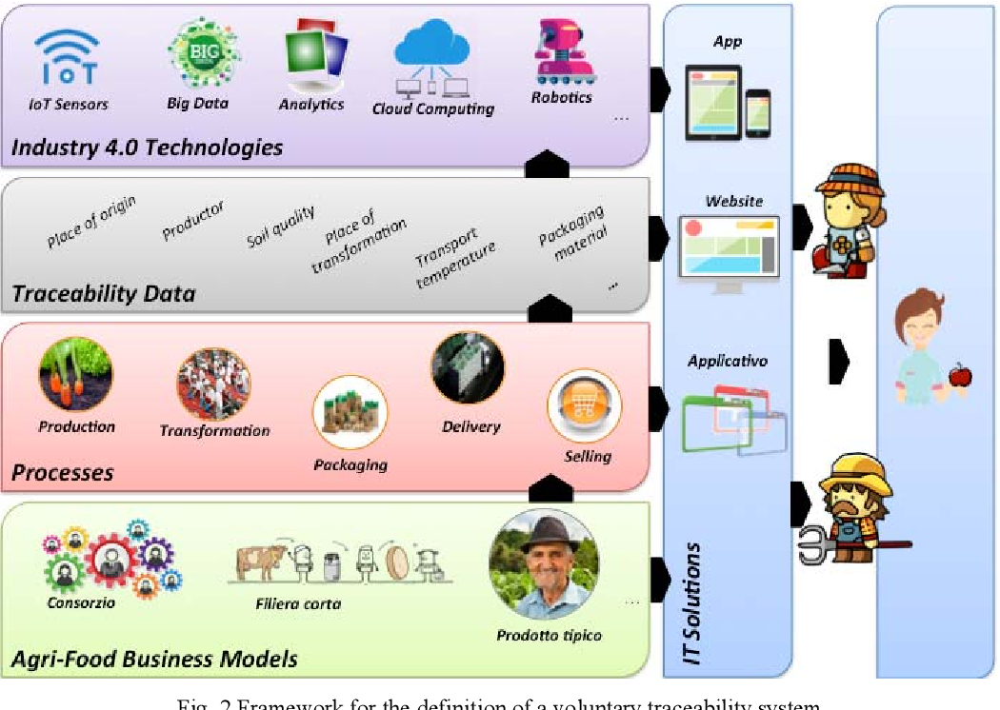 IoT
IoT Sensors
BIG
Big Data
Analytics
Cloud Computing
Robotics
...
Industry 4.0 Technologies
Place of origin
Productor
Soil quality
Place of
transformation
Transport
temperature
Packaging
material
...
Traceability Data
Production
Transformation
Packaging
Delivery
Selling
Processes
Consorzio
Filiera corta
Prodotto tipico
...
Agri-Food Business Models
App
Website
Applicativo
IT Solutions
Fig. 2 Framework for the definition of a voluntary traceability system